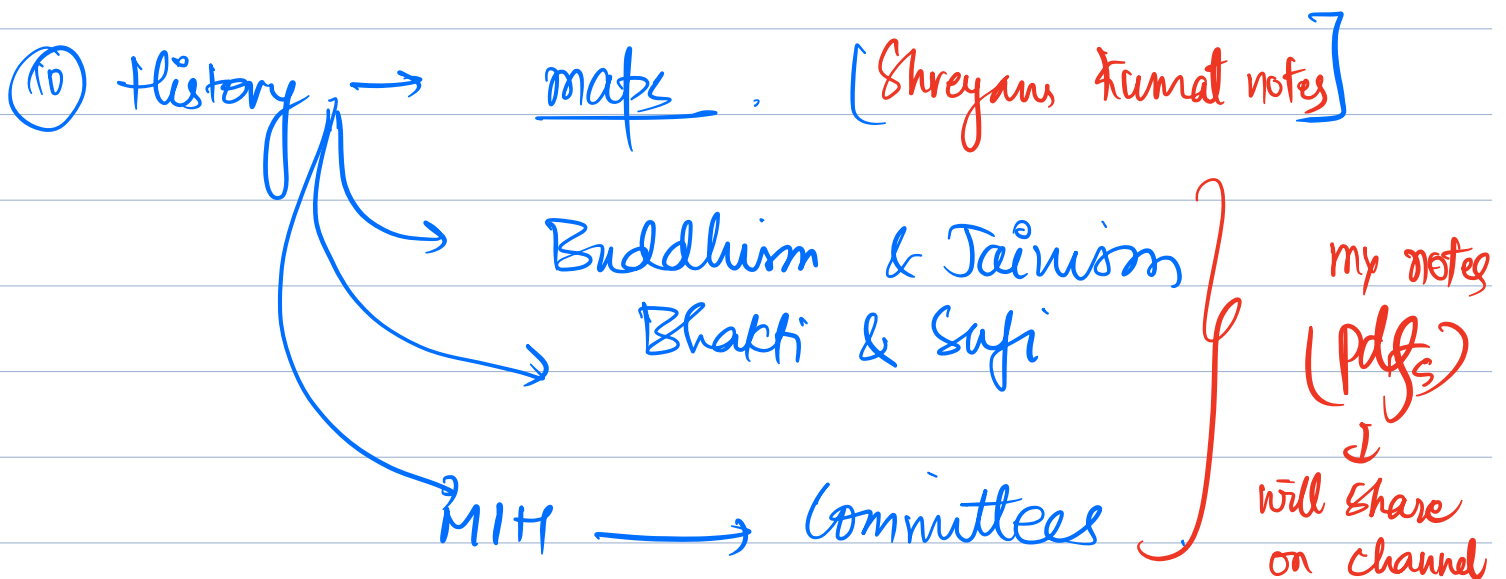 10 History → maps. [Shreyans Kumat notes]
Buddhism & Jainism
Bhakti & Sufi
MIH → Committees
my notes
(pdfs)
↓
will share
on channel